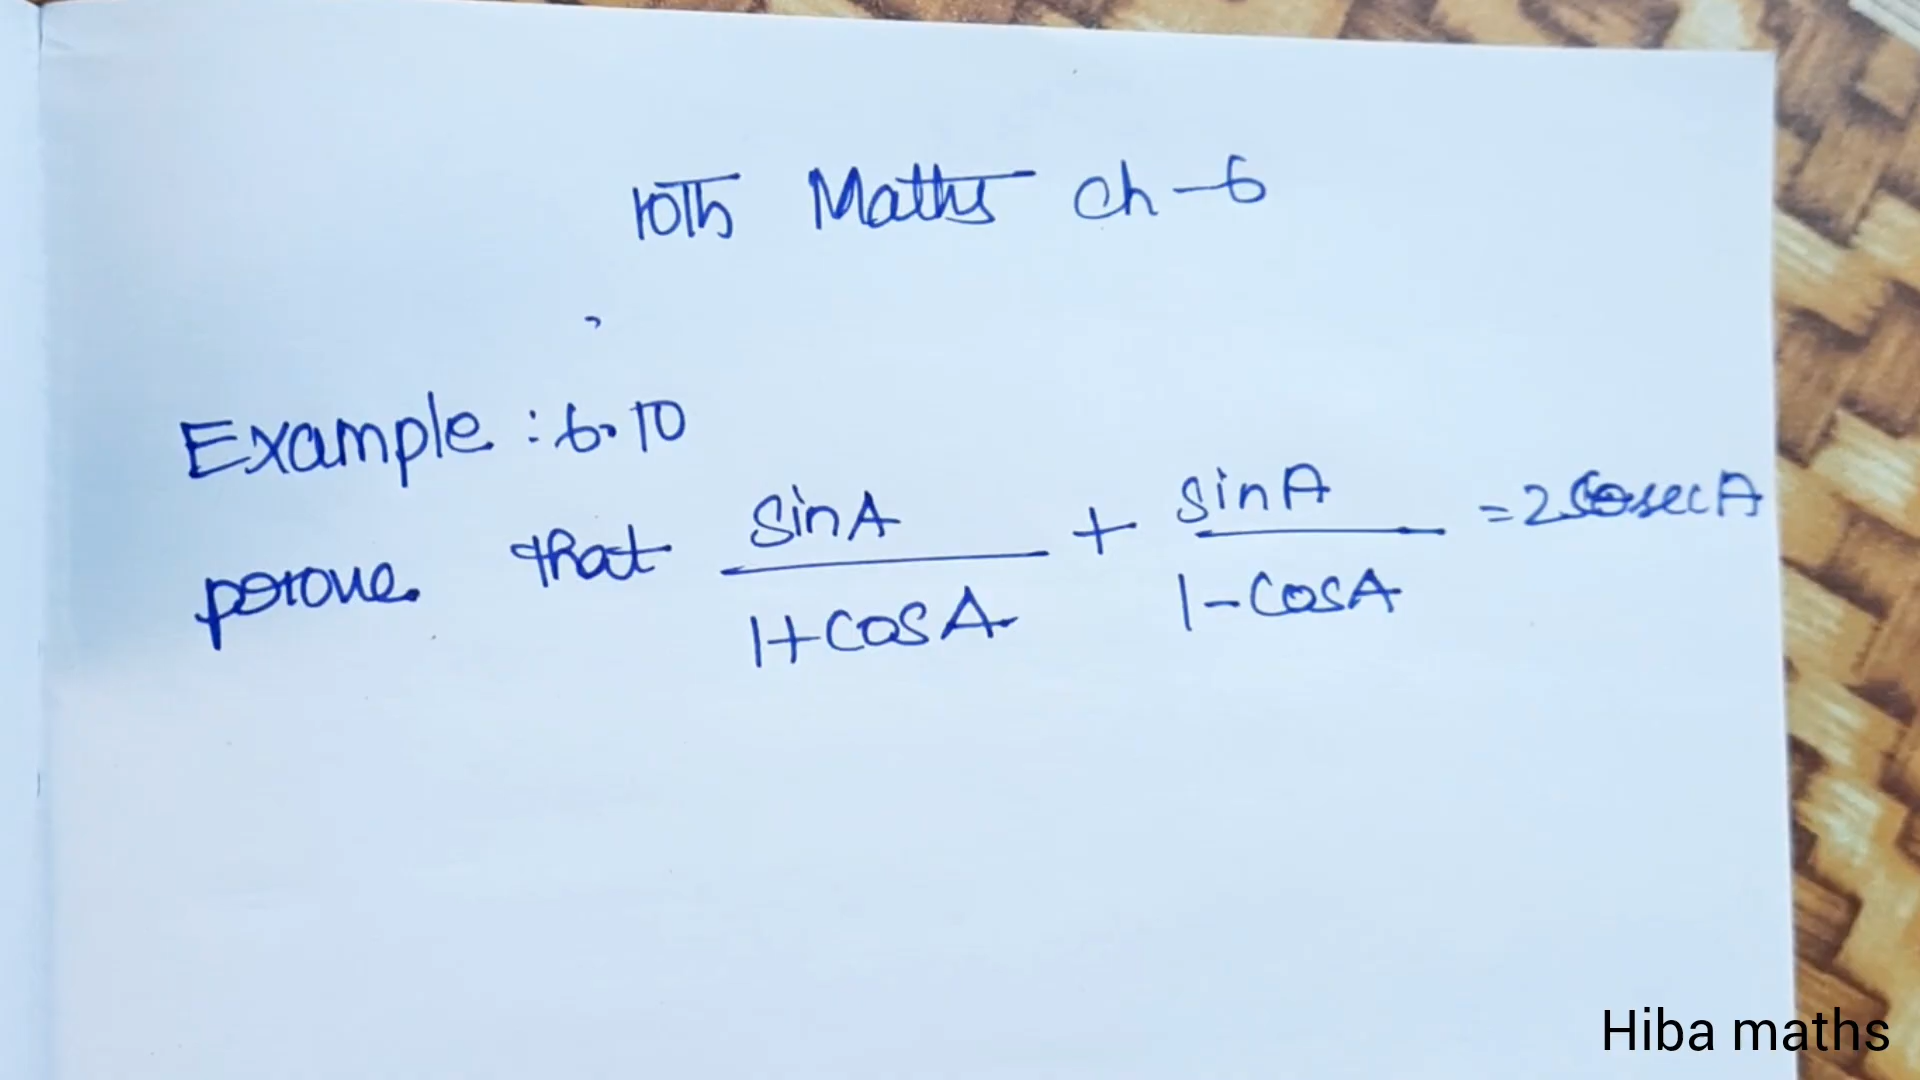 10Th Maths ch-6
Example : 6.10
porove that sinA / 1+cosA + sinA / 1-cosA = 2cosecA
Hiba maths